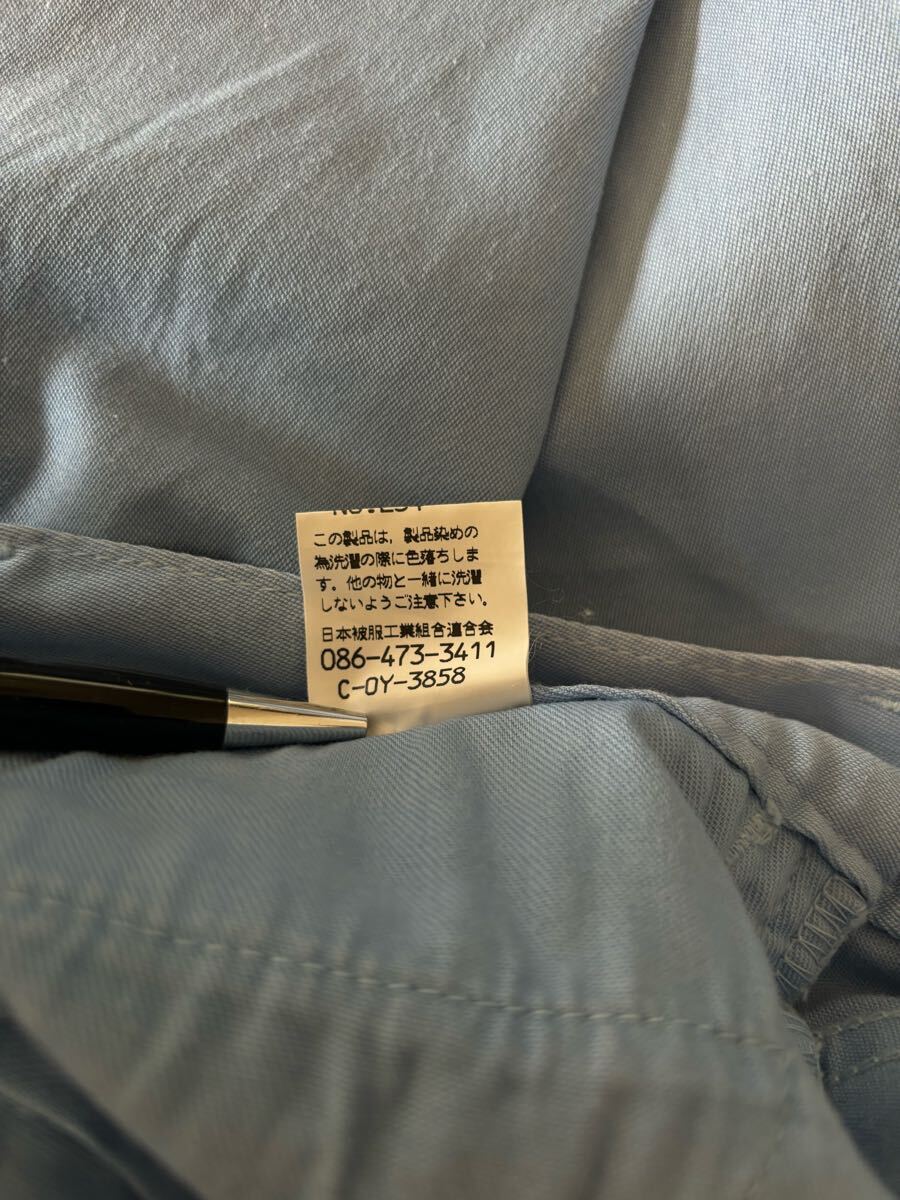 この製品は，製品染めの
為洗濯の際に色落ちしま
す。他の物と一緒に洗濯
しないようご注意下さい。
日本被服工業組合連合会
086-473-3411
C-OY-3858